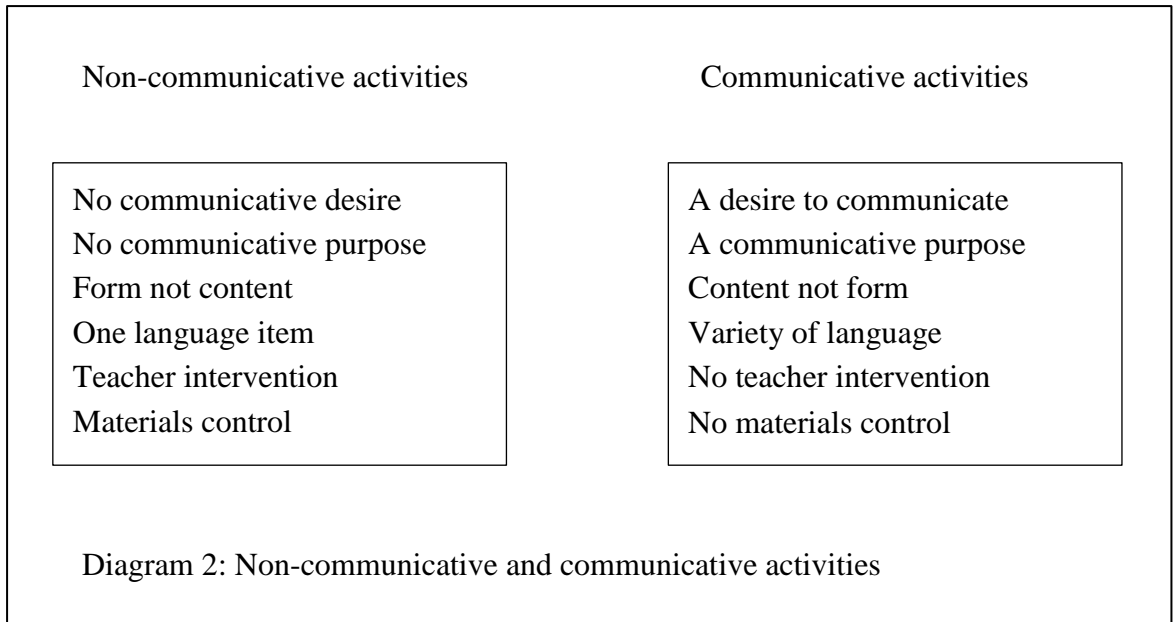 Non-communicative activities
Communicative activities
No communicative desire
No communicative purpose
Form not content
One language item
Teacher intervention
Materials control
A desire to communicate
A communicative purpose
Content not form
Variety of language
No teacher intervention
No materials control
Diagram 2: Non-communicative and communicative activities